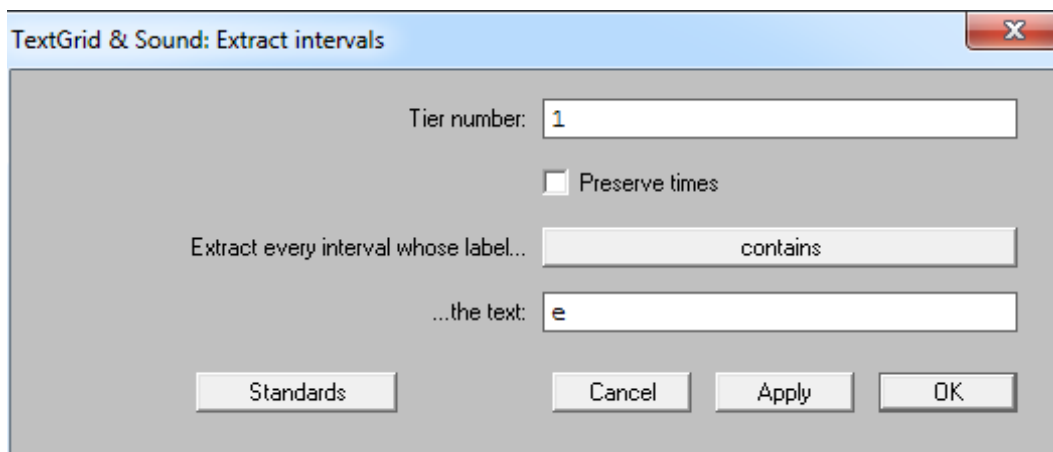 TextGrid & Sound: Extract intervals
Tier number: 1
Preserve times
Extract every interval whose label... contains
...the text: e
Standards Cancel Apply OK